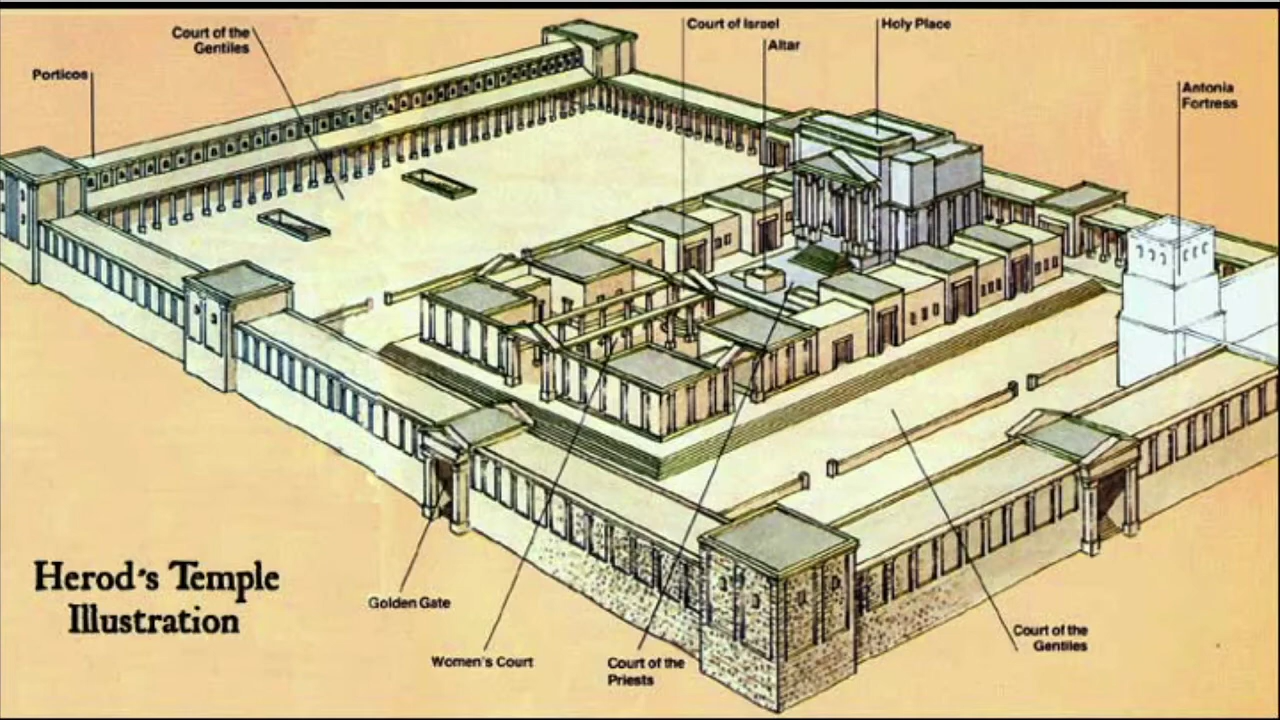 Court of the
Gentiles
Porticos
Court of Israel
Altar
Holy Place
Antonia
Fortress
Herod's Temple
Illustration
Golden Gate
Women's Court
Court of the
Priests
Court of the
Gentiles